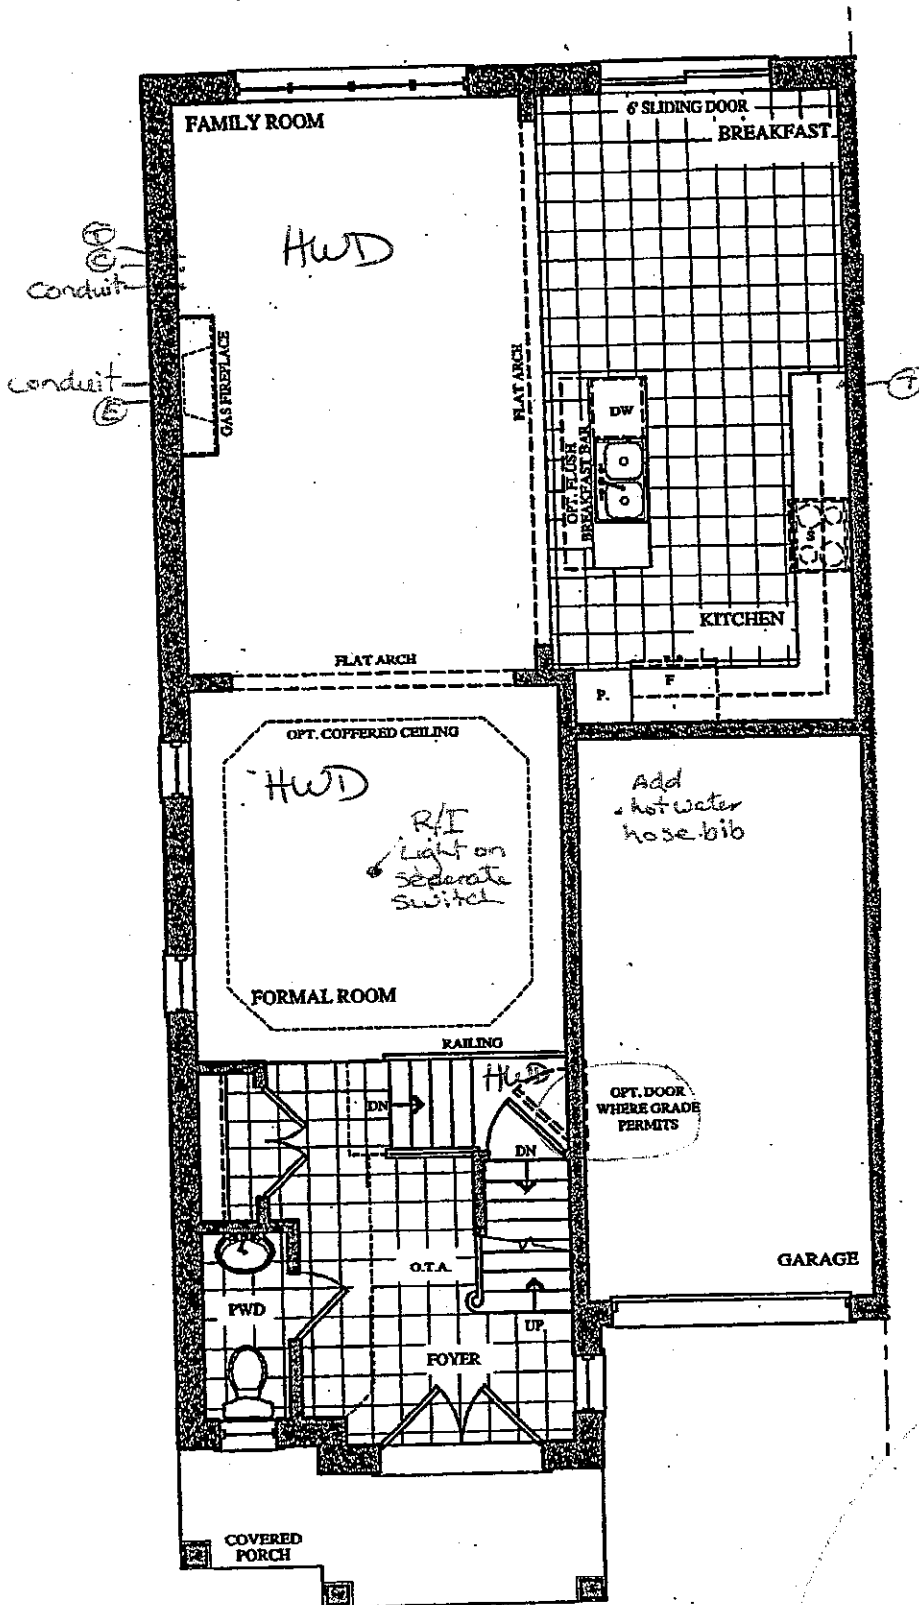 6' SLIDING DOOR
FAMILY ROOM
BREAKFAST
HWD
T
C
conduit
GAS FIREPLACE
FLAT ARCH
conduit
E
T
DW
OPT. FLUSH
BREAKFAST BAR
S
KITCHEN
FLAT ARCH
P.
F
OPT. COFFERED CEILING
HWD
Add
hot water
hose bib
R/I
Light on
seperate
switch
FORMAL ROOM
RAILING
HWD
DN
OPT. DOOR
WHERE GRADE
PERMITS
DN
O.T.A.
GARAGE
PWD
UP
FOYER
COVERED
PORCH